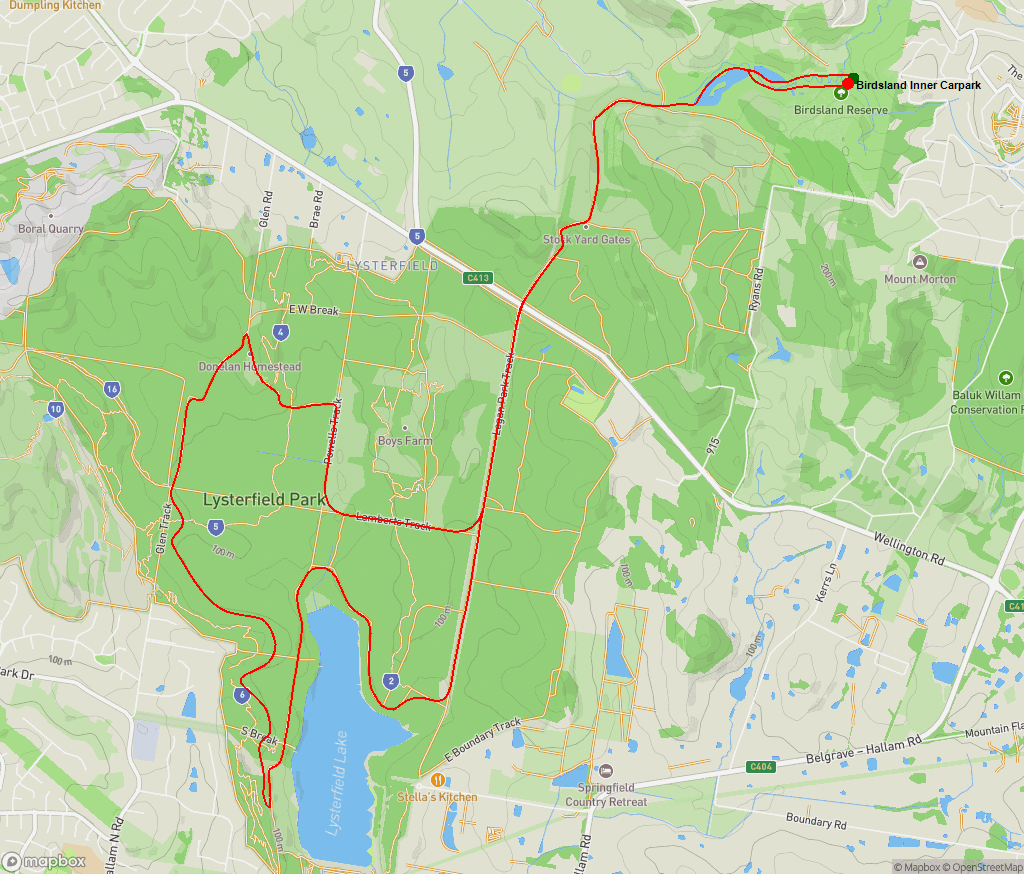 Dumpling Kitchen
5
The
Birdsland Inner Carpark
Birdsland Reserve
Glen Rd
Brae Rd
Boral Quarry
5
Stock Yard Gates
LYSTERFIELD
C413
Mount Morton
200 m
Ryans Rd
E W Break
4
Donelan Homestead
16
10
Logan Park Track
Baluk Willam
Conservation
Powells Track
Boys Farm
915
Lysterfield Park
Glen Track
5
Lamberts Track
100 m
Wellington Rd
100 m
Kerrs Ln
C41
100 m
100 m
100 m
Park Dr
2
6
S Break
E Boundary Track
Mountain Fla
Belgrave – Hallam Rd
C404
Lysterfield Lake
Stella's Kitchen
Springfield
Country Retreat
Boundary Rd
allam N Rd
allam Rd
100 m
mapbox
© Mapbox © OpenStreetMap